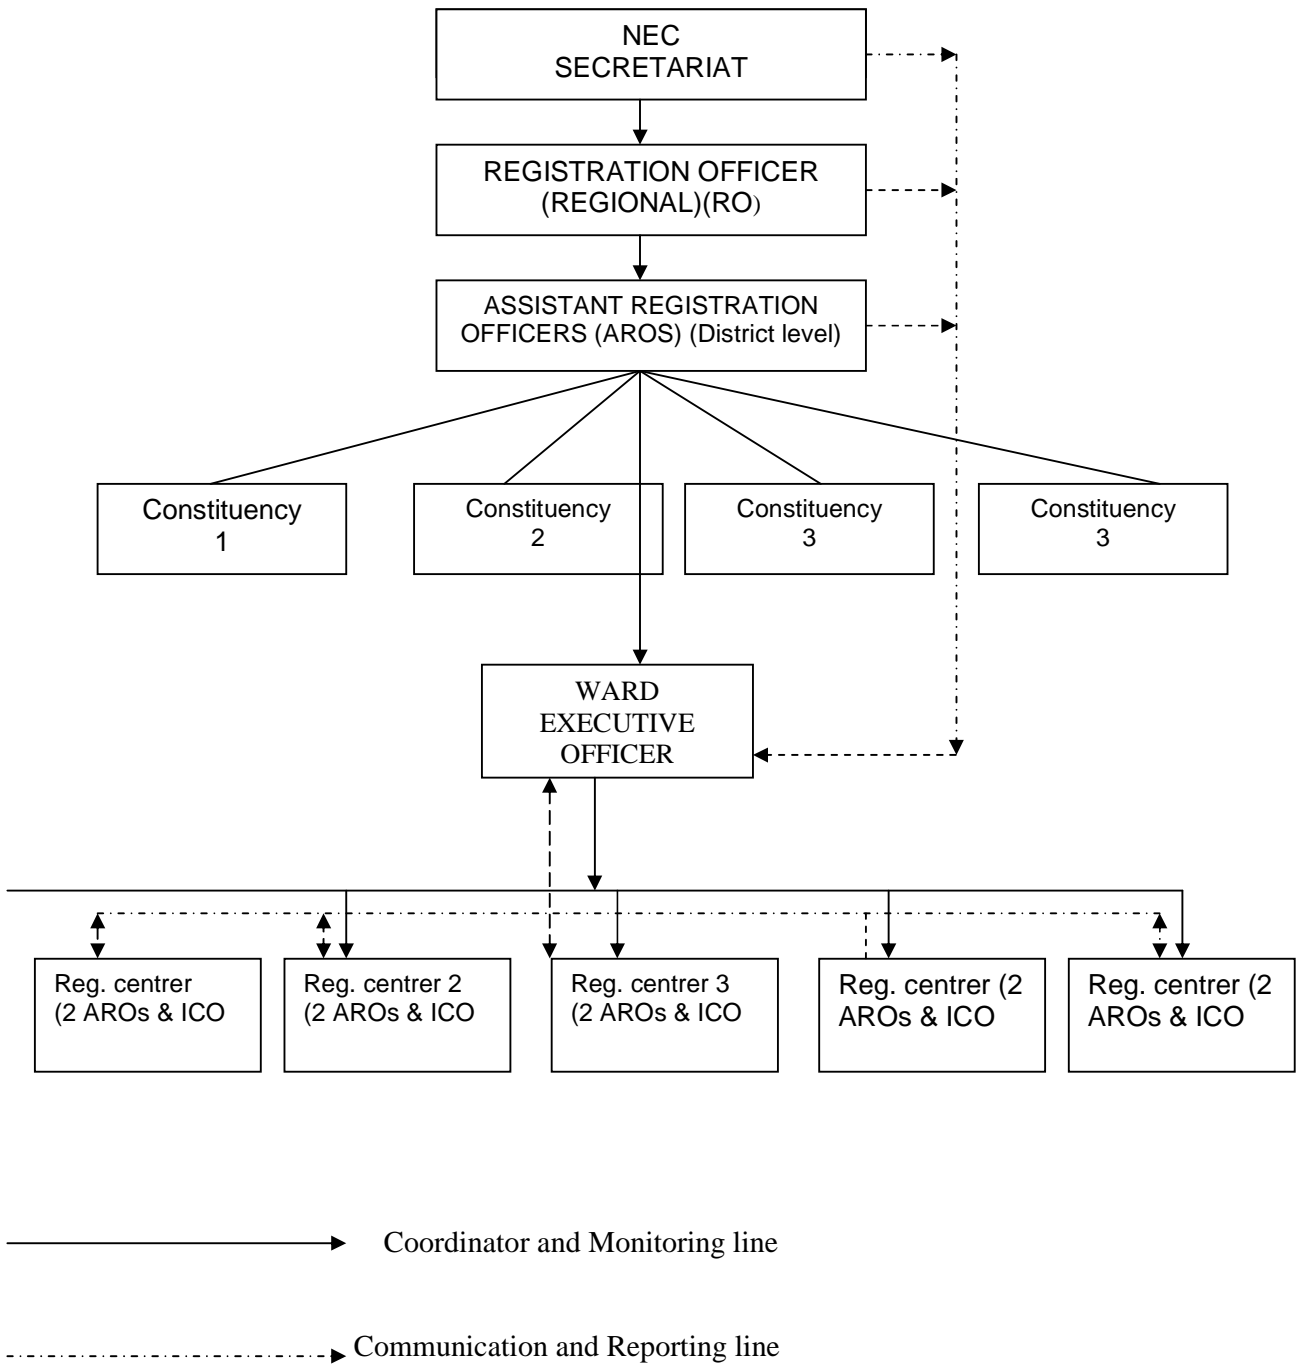 NEC
SECRETARIAT
REGISTRATION OFFICER
(REGIONAL)(RO)
ASSISTANT REGISTRATION
OFFICERS (AROS) (District level)
Constituency
1
Constituency
2
Constituency
3
Constituency
3
WARD
EXECUTIVE
OFFICER
Reg. centrer
(2 AROs & ICO
Reg. centrer 2
(2 AROs & ICO
Reg. centrer 3
(2 AROs & ICO
Reg. centrer (2
AROs & ICO
Reg. centrer (2
AROs & ICO
Coordinator and Monitoring line
Communication and Reporting line